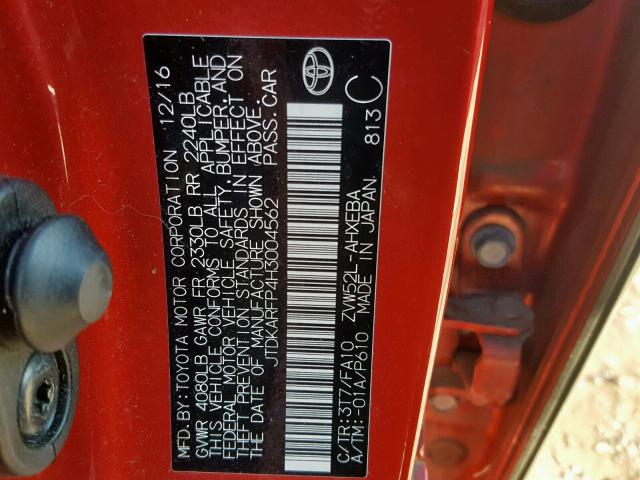 MFD.BY:TOYOTA MOTOR CORPORATION 12/16
GVWR 4080LB GAWR FR 2330LB RR 2240LB
THIS VEHICLE CONFORMS TO ALL APPLICABLE
FEDERAL MOTOR VEHICLE SAFETY, BUMPER, AND
THEFT PREVENTION STANDARDS IN EFFECT ON
THE DATE OF MANUFACTURE SHOWN ABOVE.
JTDKARFP4HS004562 PASS.CAR
C/TR:3T7/FA10 ZVW52L-AHXEBA
A/TM:-01A/P610 MADE IN JAPAN 813 C